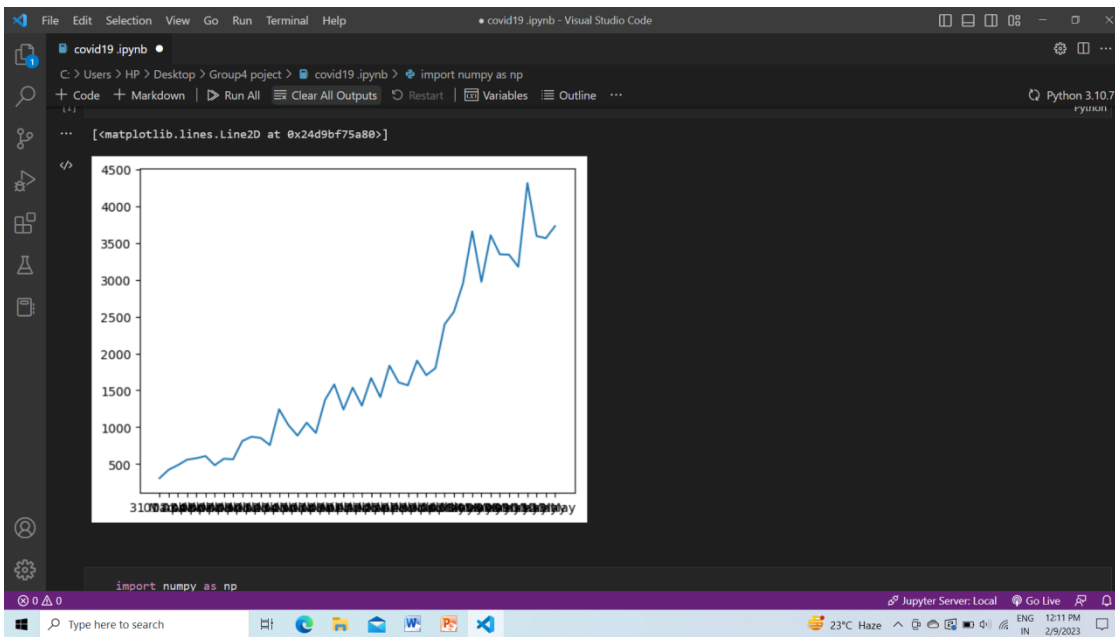 File Edit Selection View Go Run Terminal Help ● covid19 .ipynb - Visual Studio Code
covid19 .ipynb ●
C: > Users > HP > Desktop > Group4 poject > covid19 .ipynb > import numpy as np
+ Code + Markdown | Run All Clear All Outputs Restart | Variables Outline ··· Python 3.10.7
[1] Python
··· [<matplotlib.lines.Line2D at 0x24d9bf75a80>]
4500
4000
3500
3000
2500
2000
1500
1000
500
import numpy as np
0 0 Jupyter Server: Local Go Live
Type here to search 23°C Haze ENG 12:11 PM
IN 2/9/2023
1